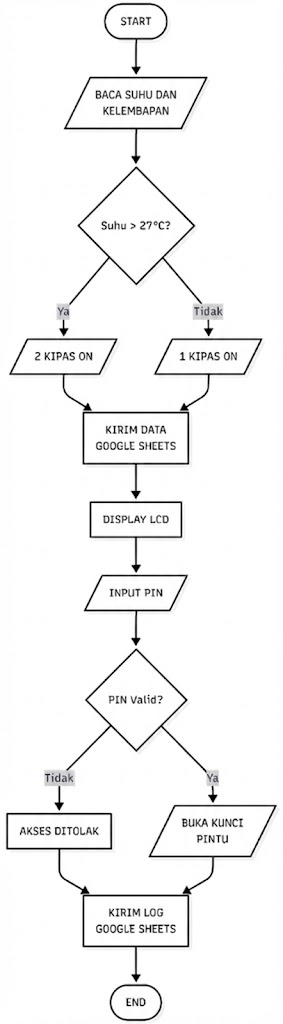 START
BACA SUHU DAN
KELEMBAPAN
Suhu > 27°C?
Ya
Tidak
2 KIPAS ON
1 KIPAS ON
KIRIM DATA
GOOGLE SHEETS
DISPLAY LCD
INPUT PIN
PIN Valid?
Tidak
Ya
AKSES DITOLAK
BUKA KUNCI
PINTU
KIRIM LOG
GOOGLE SHEETS
END